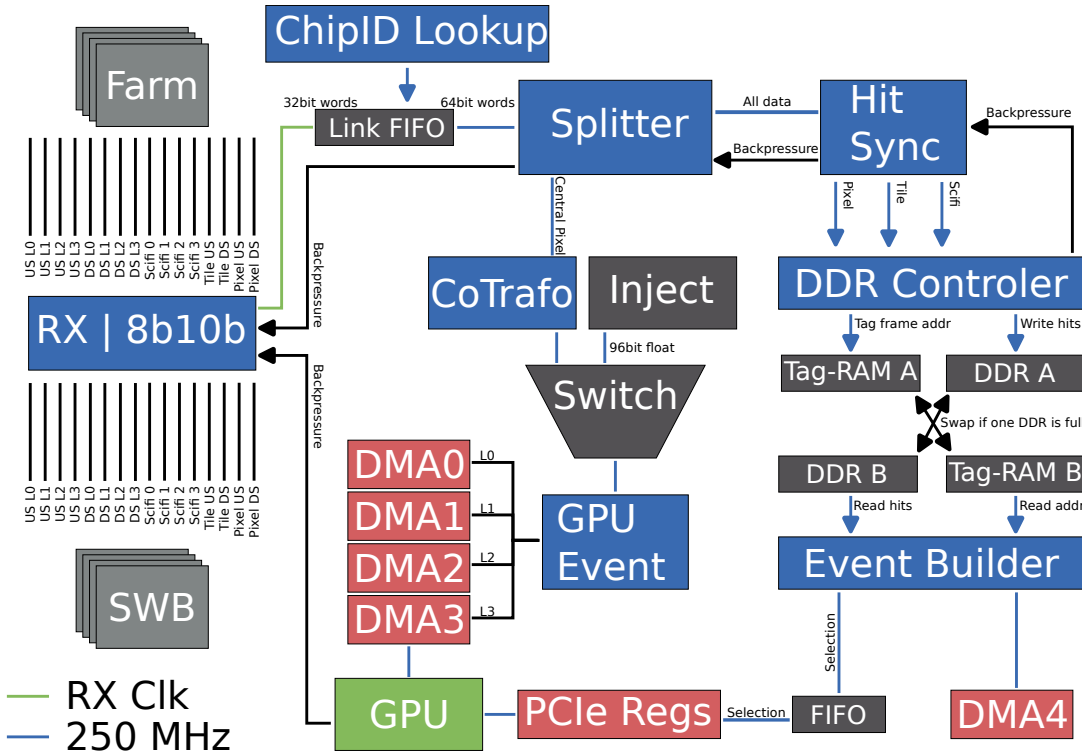 ChipID Lookup
Farm
32bit words
64bit words
Link FIFO
Splitter
All data
Hit
Sync
Backpressure
Backpressure
Pixel
Tile
Scifi
Central Pixel
US L0
US L1
US L2
US L3
DS L0
DS L1
DS L2
DS L3
Scifi 0
Scifi 1
Scifi 2
Scifi 3
Tile US
Tile DS
Pixel US
Pixel DS
Backpressure
RX | 8b10b
CoTrafo
Inject
DDR Controler
96bit float
Tag frame addr
Write hits
Switch
Tag-RAM A
DDR A
Swap if one DDR is full
DDR B
Tag-RAM B
Read hits
Read addr
Backpressure
DMA0
L0
DMA1
L1
DMA2
L2
DMA3
L3
GPU
Event
Event Builder
US L0
US L1
US L2
US L3
DS L0
DS L1
DS L2
DS L3
Scifi 0
Scifi 1
Scifi 2
Scifi 3
Tile US
Tile DS
Pixel US
Pixel DS
SWB
Selection
GPU
PCIe Regs
Selection
FIFO
DMA4
RX Clk
250 MHz